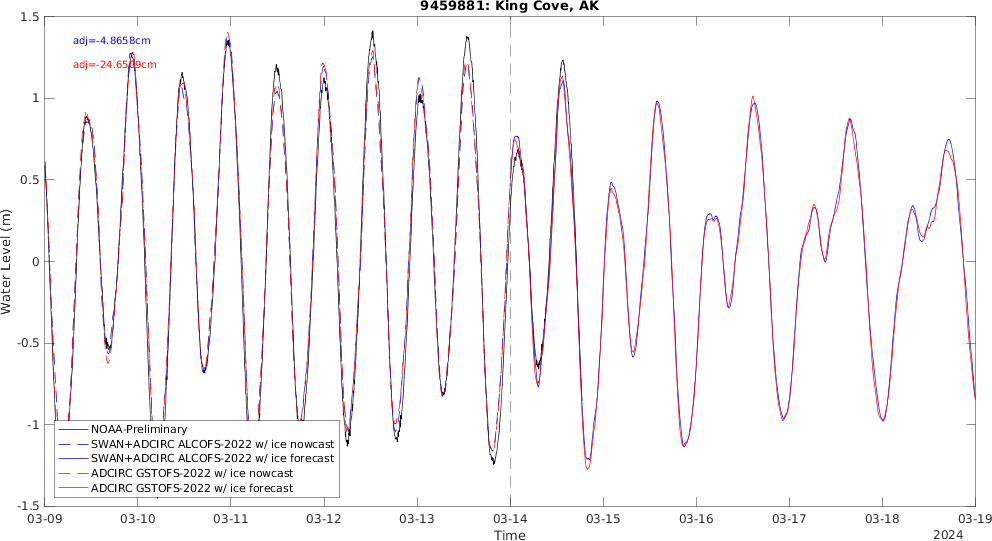 9459881: King Cove, AK
adj=-4.8658cm
adj=-24.6509cm
Water Level (m)
1.5
1
0.5
0
-0.5
-1
-1.5
NOAA-Preliminary
SWAN+ADCIRC ALCOFS-2022 w/ ice nowcast
SWAN+ADCIRC ALCOFS-2022 w/ ice forecast
ADCIRC GSTOFS-2022 w/ ice nowcast
ADCIRC GSTOFS-2022 w/ ice forecast
03-09 03-10 03-11 03-12 03-13 03-14 03-15 03-16 03-17 03-18 03-19
Time
2024